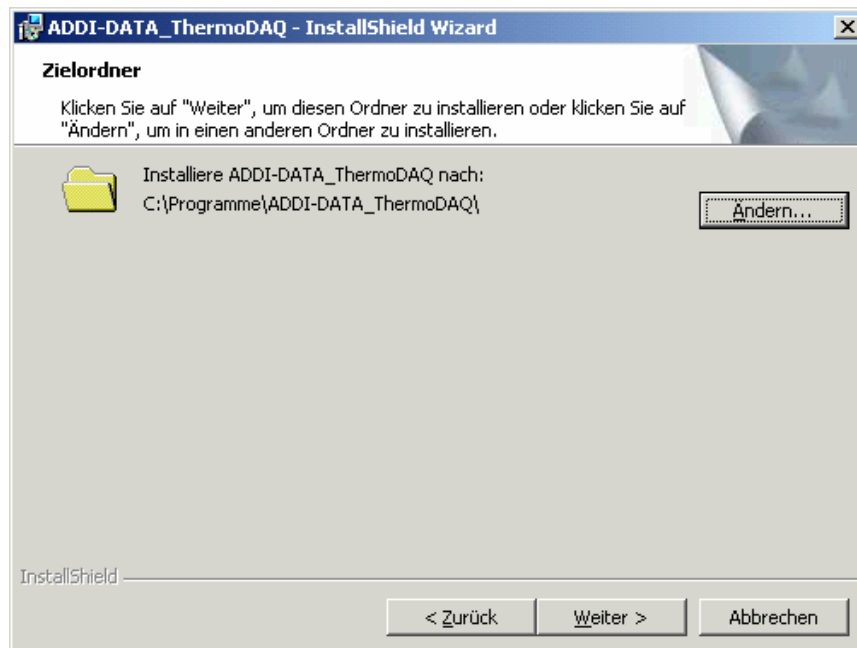 ADDI-DATA_ThermoDAQ - InstallShield Wizard
Zielordner
Klicken Sie auf "Weiter", um diesen Ordner zu installieren oder klicken Sie auf
"Ändern", um in einen anderen Ordner zu installieren.
Installiere ADDI-DATA_ThermoDAQ nach:
C:\Programme\ADDI-DATA_ThermoDAQ\
Ändern...
InstallShield
< Zurück
Weiter >
Abbrechen